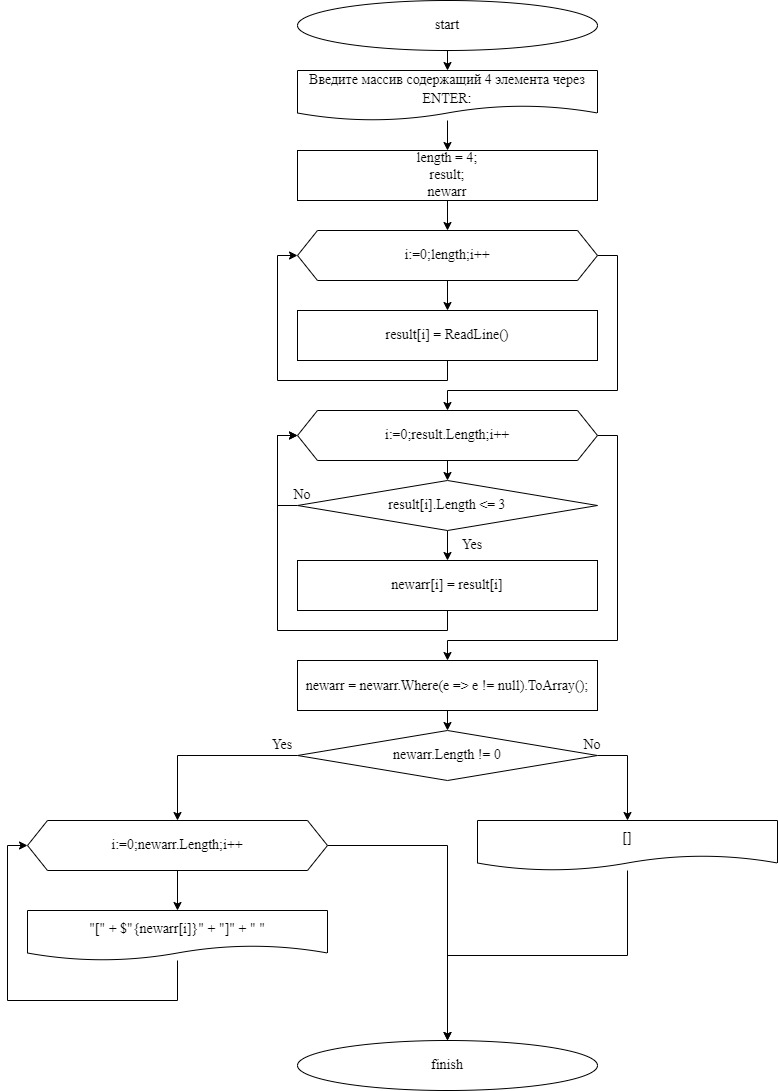 start
Введите массив содержащий 4 элемента через
ENTER:
length = 4;
result;
newarr
i:=0;length;i++
result[i] = ReadLine()
i:=0;result.Length;i++
No
result[i].Length <= 3
Yes
newarr[i] = result[i]
newarr = newarr.Where(e => e != null).ToArray();
Yes
newarr.Length != 0
No
i:=0;newarr.Length;i++
[]
"[" + $"{newarr[i]}" + "]" + " "
finish